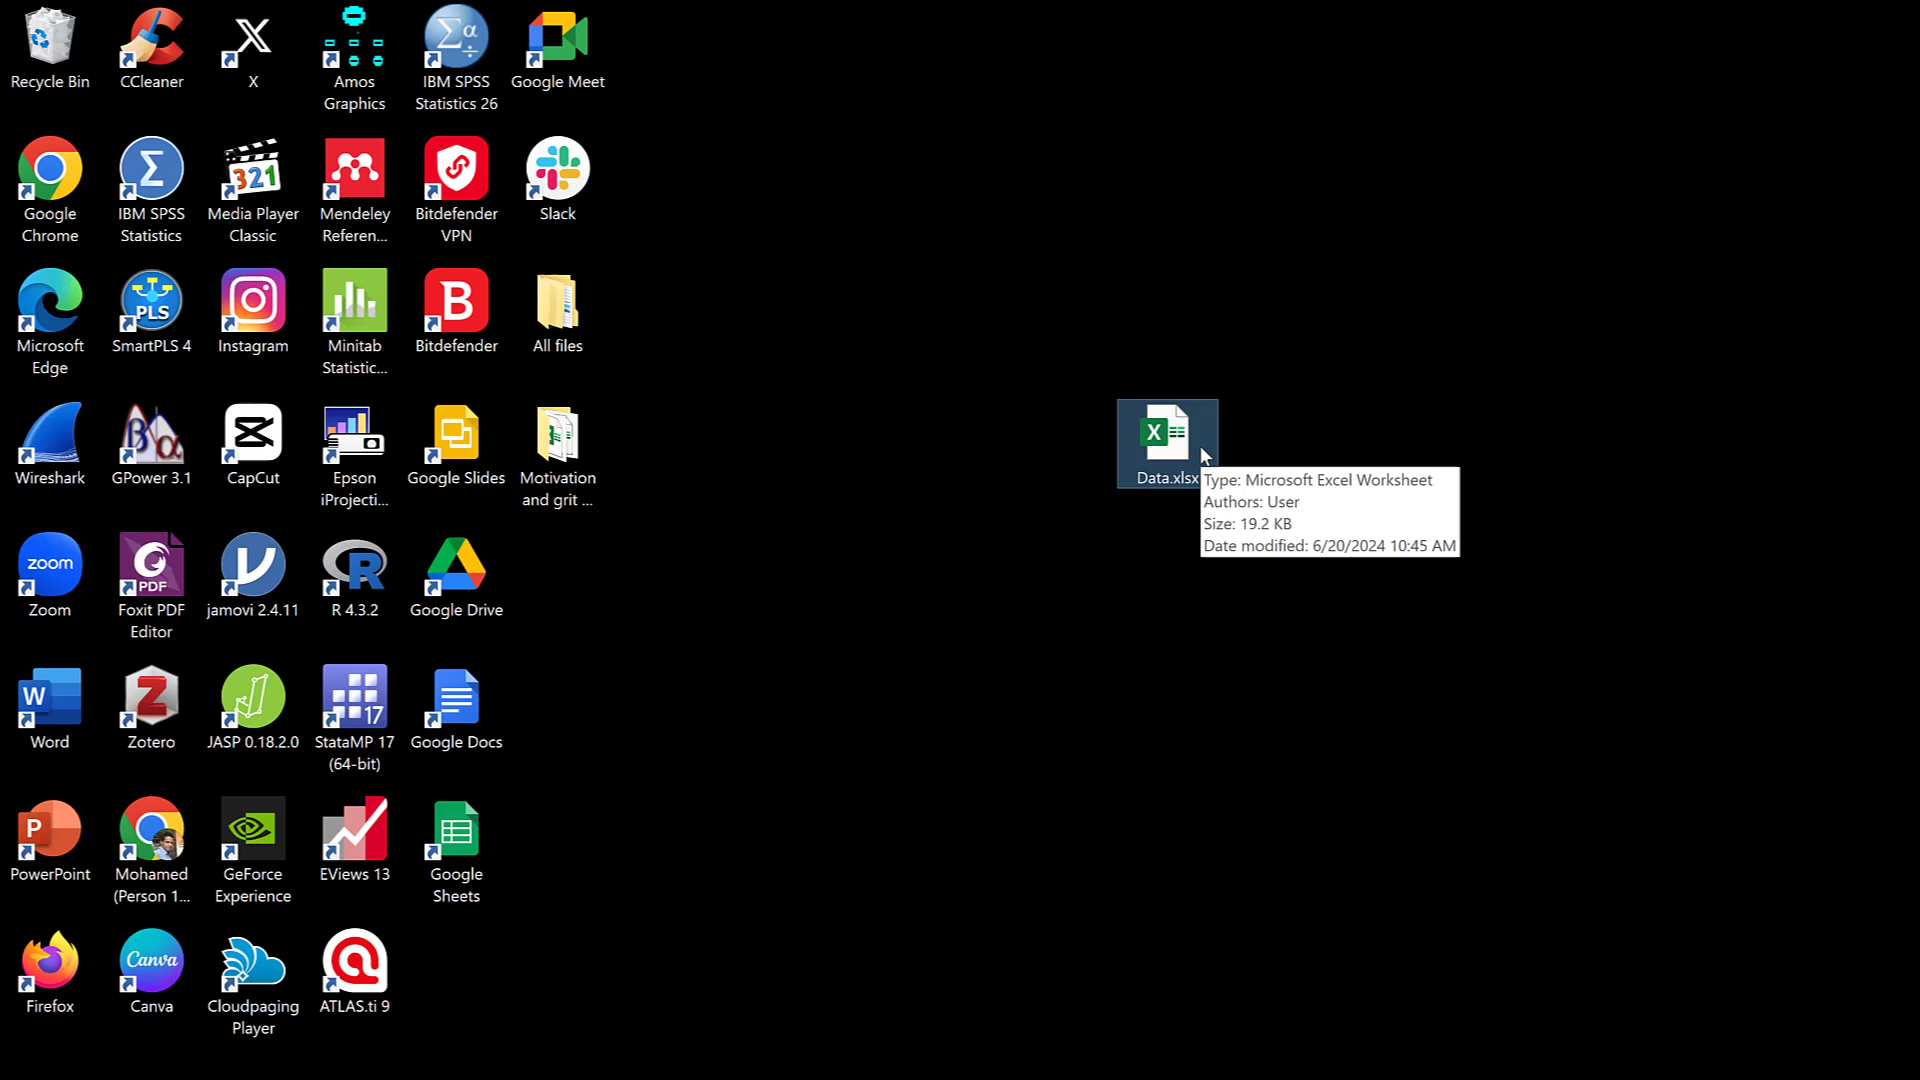 Recycle Bin
CCleaner
X
Amos
Graphics
IBM SPSS
Statistics 26
Google Meet
Google
Chrome
IBM SPSS
Statistics
321
Media Player
Classic
Mendeley
Referen...
Bitdefender
VPN
Slack
Microsoft
Edge
PLS
SmartPLS 4
Instagram
Minitab
Statistic...
B
Bitdefender
All files
Wireshark
GPower 3.1
CapCut
Epson
iProjecti...
Google Slides
Motivation
and grit ...
X
Data.xlsx
Type: Microsoft Excel Worksheet
Authors: User
Size: 19.2 KB
Date modified: 6/20/2024 10:45 AM
zoom
Zoom
PDF
Foxit PDF
Editor
jamovi 2.4.11
R
R 4.3.2
Google Drive
W
Word
Z
Zotero
JASP 0.18.2.0
17
StataMP 17
(64-bit)
Google Docs
P
PowerPoint
Mohamed
(Person 1...
GeForce
Experience
EViews 13
Google
Sheets
Firefox
Canva
Canva
Cloudpaging
Player
ATLAS.ti 9